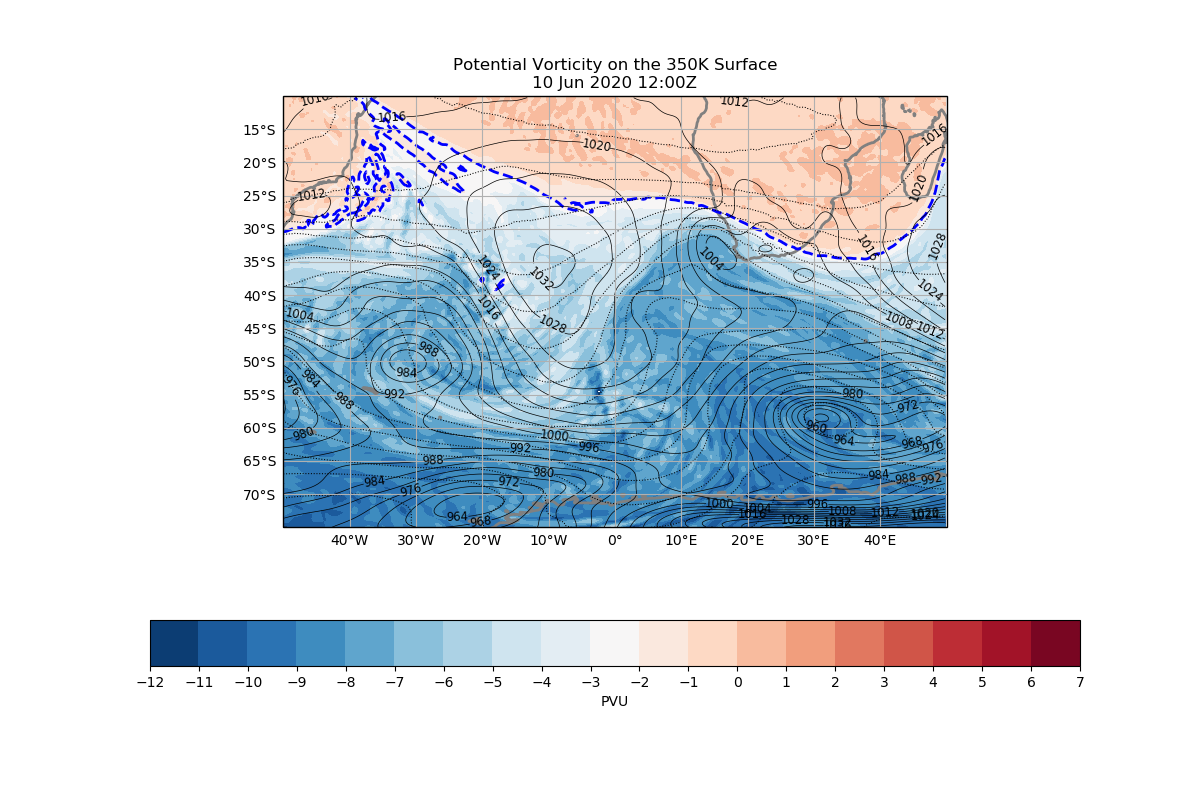 Potential Vorticity on the 350K Surface
10 Jun 2020 12:00Z
1016 1012
1016
15°S 1016
1020
20°S
1012 1020
25°S
30°S
1016 1028
35°S 1004
1024 1032
40°S 1024
1016
1004 1028 1008 1012
45°S
988
50°S
984 984
976 992 980
55°S
988 972
960
60°S 980 1000 964 968
992 996 976
65°S 988
980 984 988 992
984 976 972
70°S
1000 1004 996 1008 1012
964 968 1028
40°W 30°W 20°W 10°W 0° 10°E 20°E 30°E 40°E
−12 −11 −10 −9 −8 −7 −6 −5 −4 −3 −2 −1 0 1 2 3 4 5 6 7
PVU